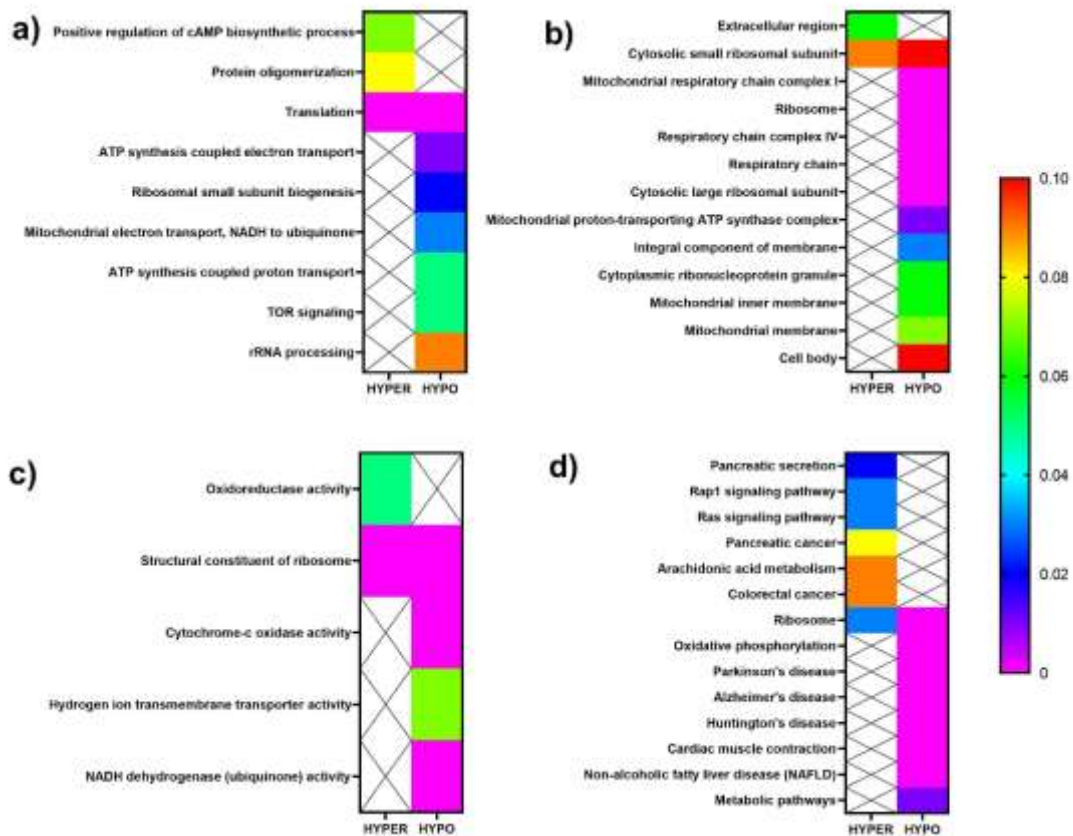 a)
Positive regulation of cAMP biosynthetic process
Protein oligomerization
Translation
ATP synthesis coupled electron transport
Ribosomal small subunit biogenesis
Mitochondrial electron transport, NADH to ubiquinone
ATP synthesis coupled proton transport
TOR signaling
rRNA processing
HYPER HYPO
b)
Extracellular region
Cytosolic small ribosomal subunit
Mitochondrial respiratory chain complex I
Ribosome
Respiratory chain complex IV
Respiratory chain
Cytosolic large ribosomal subunit
Mitochondrial proton-transporting ATP synthase complex
Integral component of membrane
Cytoplasmic ribonucleoprotein granule
Mitochondrial inner membrane
Mitochondrial membrane
Cell body
HYPER HYPO
0.10
0.08
0.06
0.04
0.02
0
c)
Oxidoreductase activity
Structural constituent of ribosome
Cytochrome-c oxidase activity
Hydrogen ion transmembrane transporter activity
NADH dehydrogenase (ubiquinone) activity
HYPER HYPO
d)
Pancreatic secretion
Rap1 signaling pathway
Ras signaling pathway
Pancreatic cancer
Arachidonic acid metabolism
Colorectal cancer
Ribosome
Oxidative phosphorylation
Parkinson's disease
Alzheimer's disease
Huntington's disease
Cardiac muscle contraction
Non-alcoholic fatty liver disease (NAFLD)
Metabolic pathways
HYPER HYPO